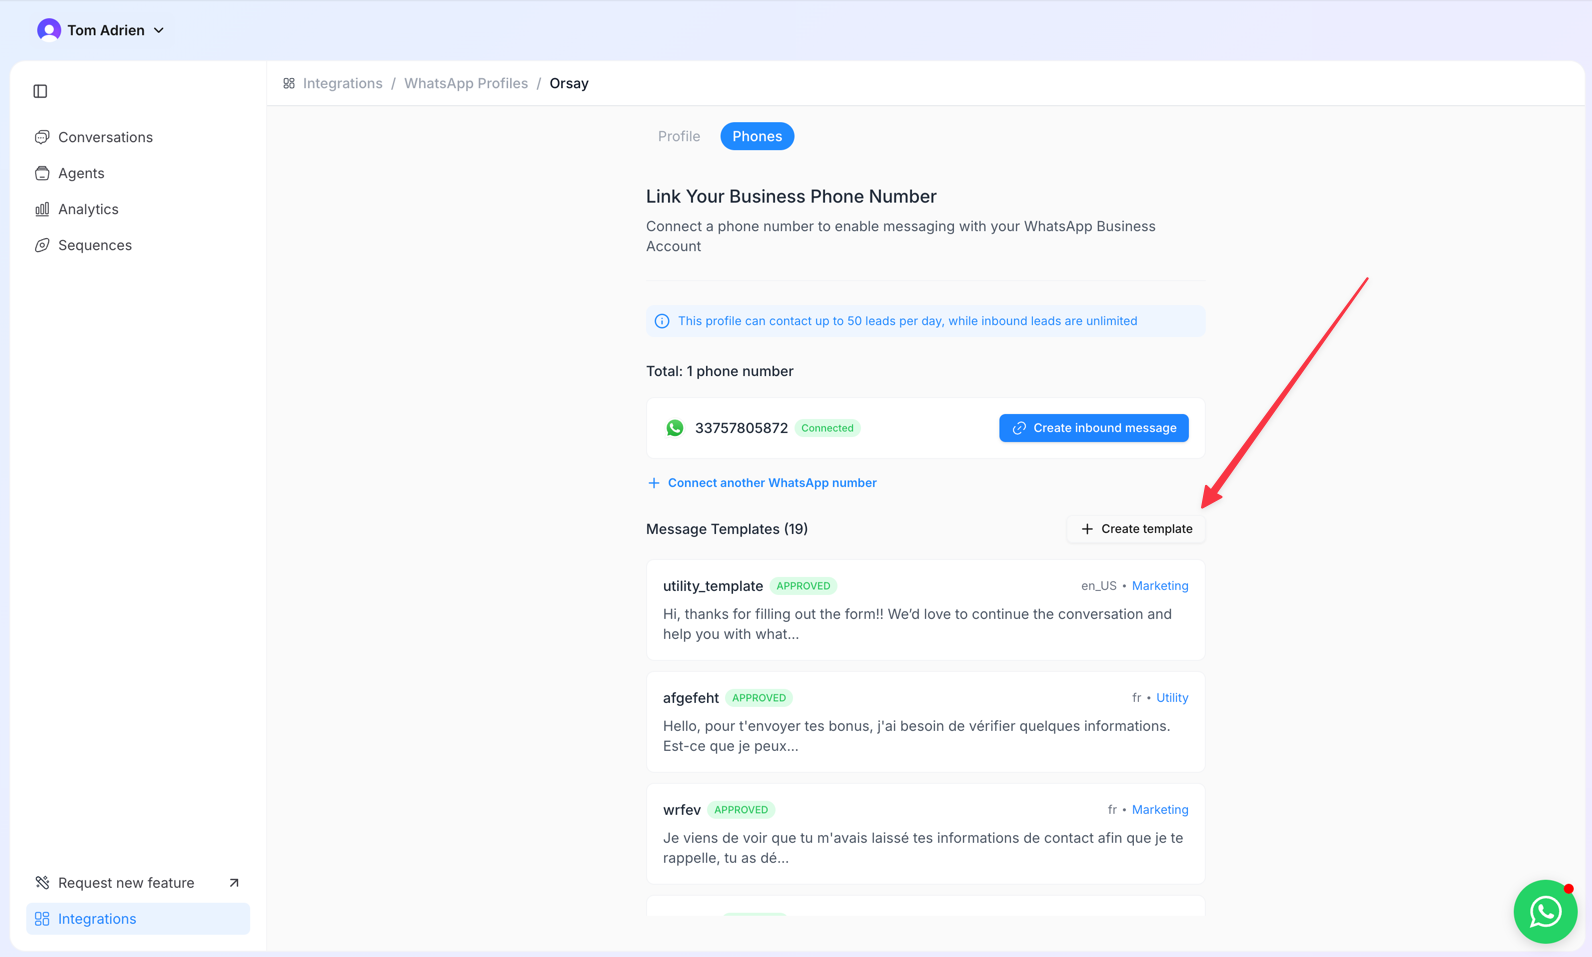 Tom Adrien
Integrations / WhatsApp Profiles / Orsay
Conversations
Agents
Analytics
Sequences
Request new feature
Integrations
Profile
Phones
Link Your Business Phone Number
Connect a phone number to enable messaging with your WhatsApp Business
Account
This profile can contact up to 50 leads per day, while inbound leads are unlimited
Total: 1 phone number
33757805872 Connected
Create inbound message
+ Connect another WhatsApp number
Message Templates (19)
+ Create template
utility_template APPROVED
en_US • Marketing
Hi, thanks for filling out the form!! We’d love to continue the conversation and
help you with what...
afgefeht APPROVED
fr • Utility
Hello, pour t'envoyer tes bonus, j'ai besoin de vérifier quelques informations.
Est-ce que je peux...
wrfev APPROVED
fr • Marketing
Je viens de voir que tu m'avais laissé tes informations de contact afin que je te
rappelle, tu as dé...